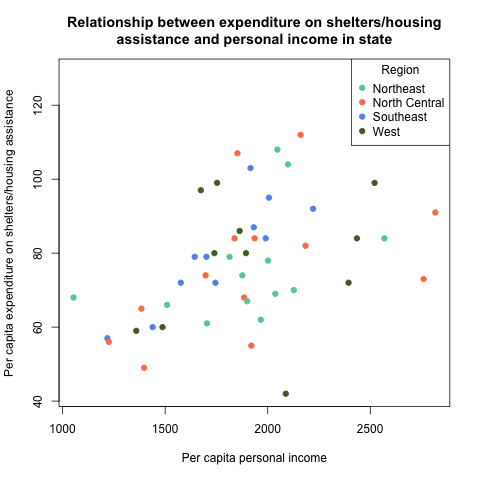 Relationship between expenditure on shelters/housing
assistance and personal income in state
Per capita expenditure on shelters/housing assistance
120
100
80
60
40
Region
Northeast
North Central
Southeast
West
1000 1500 2000 2500
Per capita personal income